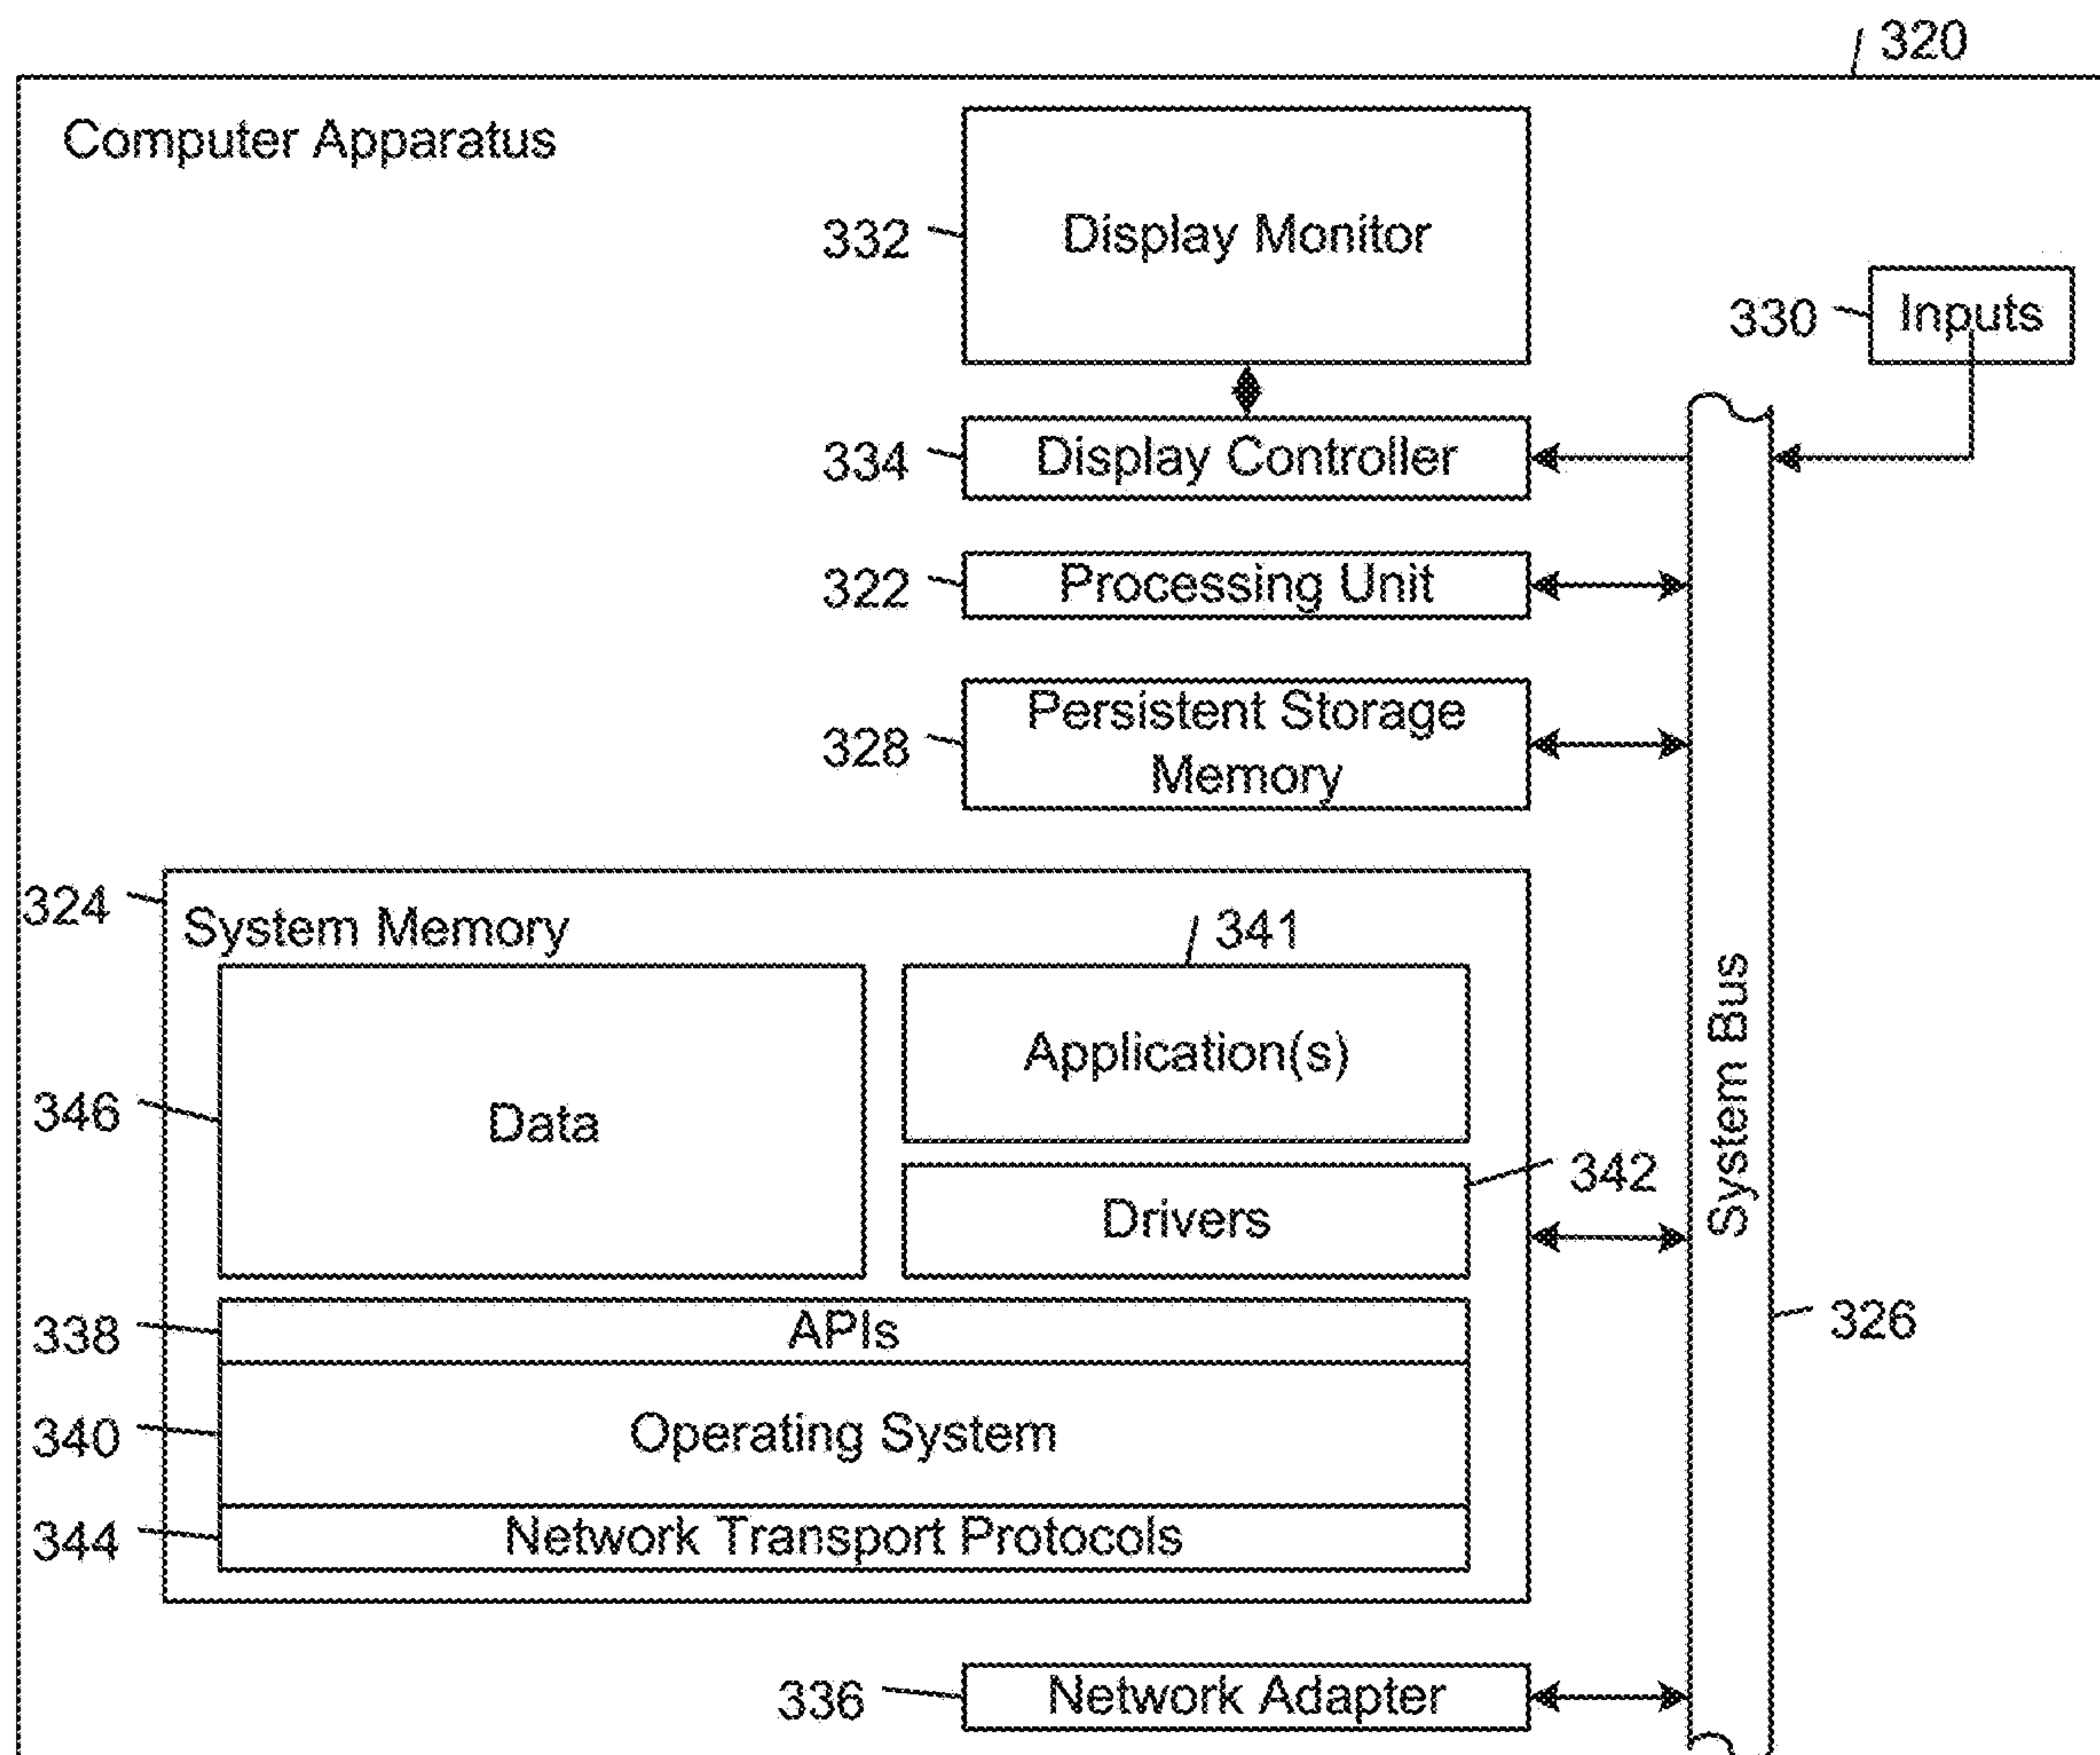 320
Computer Apparatus
332
Display Monitor
330
Inputs
334
Display Controller
322
Processing Unit
328
Persistent Storage
Memory
324
System Memory
341
346
Data
Application(s)
342
Drivers
System Bus
326
338
APIs
340
Operating System
344
Network Transport Protocols
336
Network Adapter